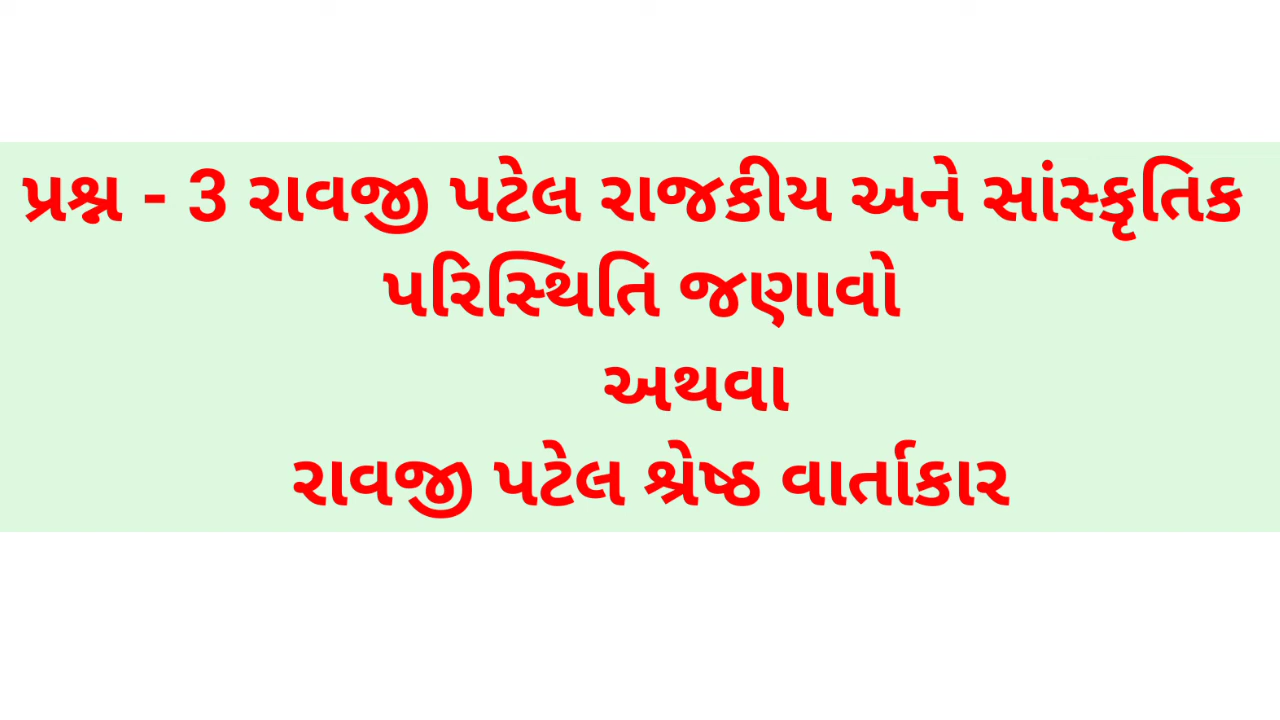 પ્રશ્ન - 3 રાવજી પટેલ રાજકીય અને સાંસ્કૃતિક
પરિસ્થિતિ જણાવો
અથવા
રાવજી પટેલ શ્રેષ્ઠ વાર્તાકાર